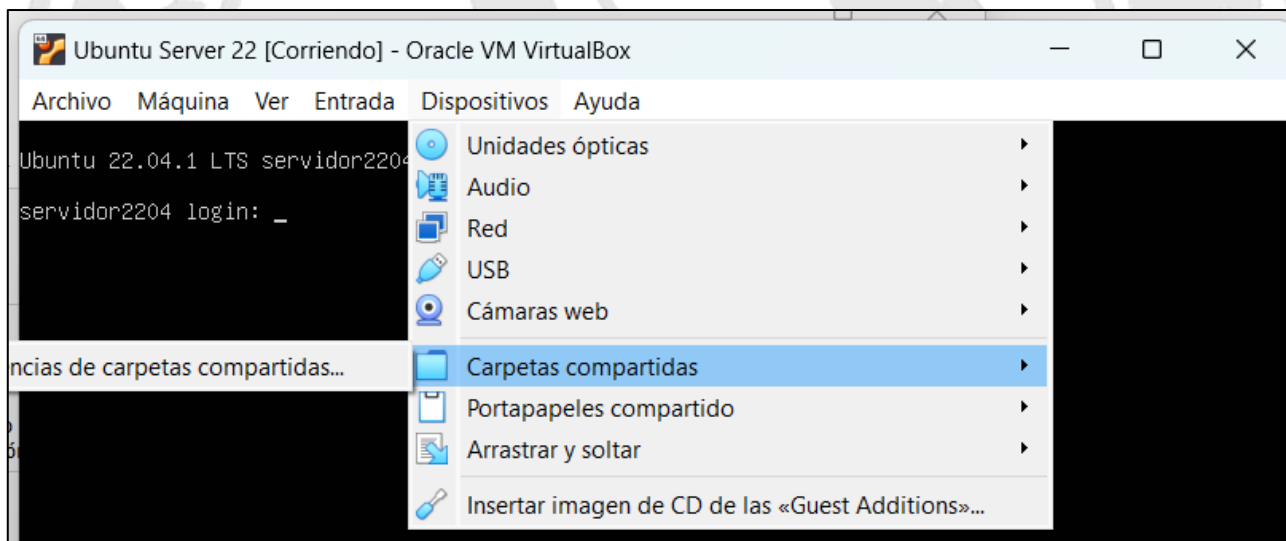 Ubuntu Server 22 [Corriendo] - Oracle VM VirtualBox
Archivo Máquina Ver Entrada Dispositivos Ayuda
Ubuntu 22.04.1 LTS servidor2204
servidor2204 login: _
Unidades ópticas
Audio
Red
USB
Cámaras web
ncias de carpetas compartidas...
Carpetas compartidas
Portapapeles compartido
Arrastrar y soltar
Insertar imagen de CD de las «Guest Additions»...